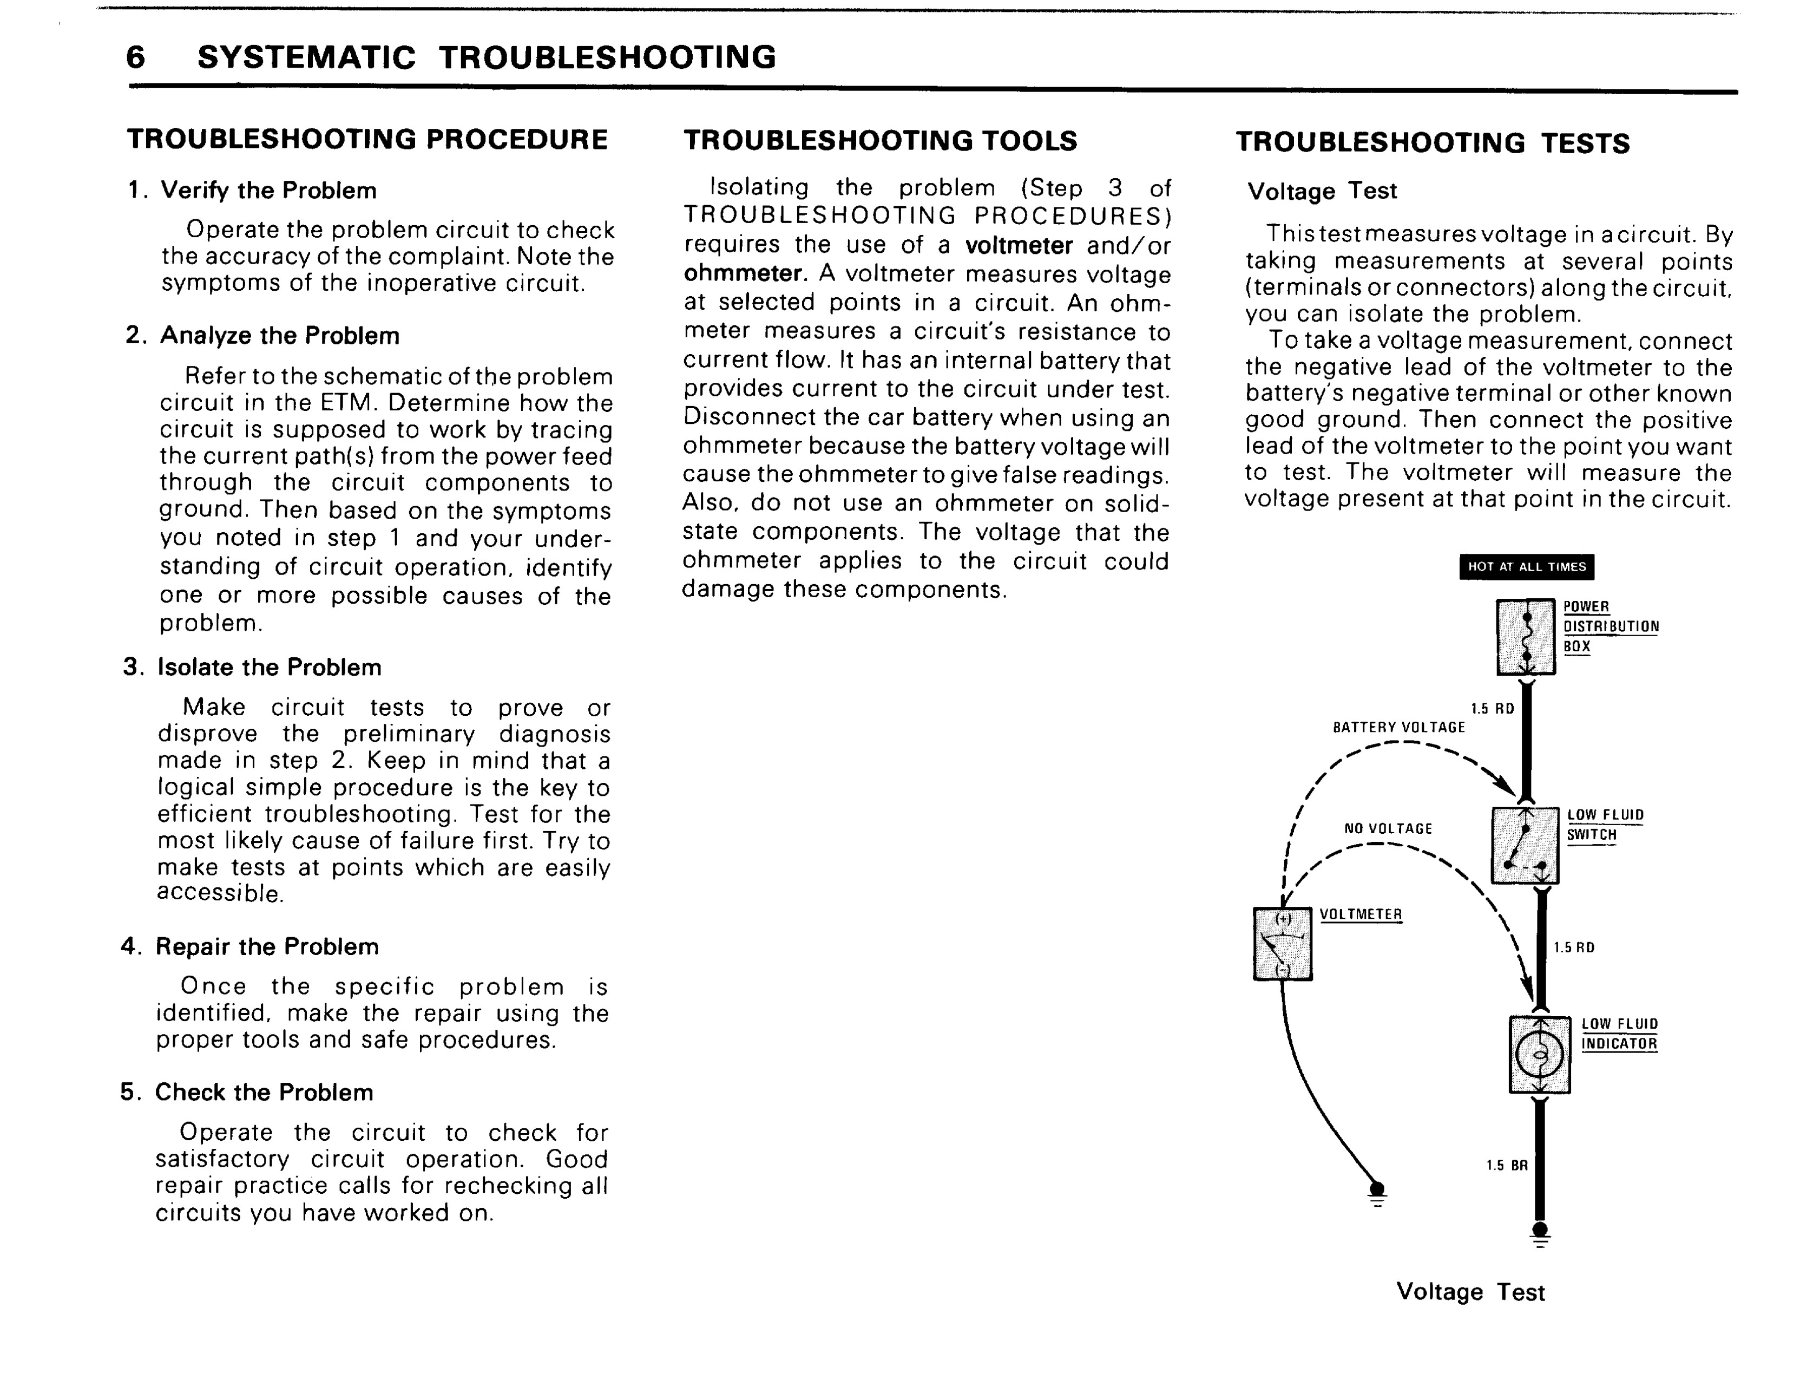 6 SYSTEMATIC TROUBLESHOOTING
TROUBLESHOOTING PROCEDURE
1. Verify the Problem
Operate the problem circuit to check
the accuracy of the complaint. Note the
symptoms of the inoperative circuit.
2. Analyze the Problem
Refer to the schematic of the problem
circuit in the ETM. Determine how the
circuit is supposed to work by tracing
the current path(s) from the power feed
through the circuit components to
ground. Then based on the symptoms
you noted in step 1 and your under-
standing of circuit operation, identify
one or more possible causes of the
problem.
3. Isolate the Problem
Make circuit tests to prove or
disprove the preliminary diagnosis
made in step 2. Keep in mind that a
logical simple procedure is the key to
efficient troubleshooting. Test for the
most likely cause of failure first. Try to
make tests at points which are easily
accessible.
4. Repair the Problem
Once the specific problem is
identified, make the repair using the
proper tools and safe procedures.
5. Check the Problem
Operate the circuit to check for
satisfactory circuit operation. Good
repair practice calls for rechecking all
circuits you have worked on.
TROUBLESHOOTING TOOLS
Isolating the problem (Step 3 of
TROUBLESHOOTING PROCEDURES)
requires the use of a voltmeter and/or
ohmmeter. A voltmeter measures voltage
at selected points in a circuit. An ohm-
meter measures a circuit's resistance to
current flow. It has an internal battery that
provides current to the circuit under test.
Disconnect the car battery when using an
ohmmeter because the battery voltage will
cause the ohmmeter to give false readings.
Also, do not use an ohmmeter on solid-
state components. The voltage that the
ohmmeter applies to the circuit could
damage these components.
TROUBLESHOOTING TESTS
Voltage Test
This test measures voltage in a circuit. By
taking measurements at several points
(terminals or connectors) along the circuit,
you can isolate the problem.
To take a voltage measurement, connect
the negative lead of the voltmeter to the
battery's negative terminal or other known
good ground. Then connect the positive
lead of the voltmeter to the point you want
to test. The voltmeter will measure the
voltage present at that point in the circuit.
HOT AT ALL TIMES
POWER
DISTRIBUTION
BOX
1.5 RD
BATTERY VOLTAGE
LOW FLUID
SWITCH
NO VOLTAGE
VOLTMETER
(+)
(-)
1.5 RD
LOW FLUID
INDICATOR
1.5 BR
Voltage Test